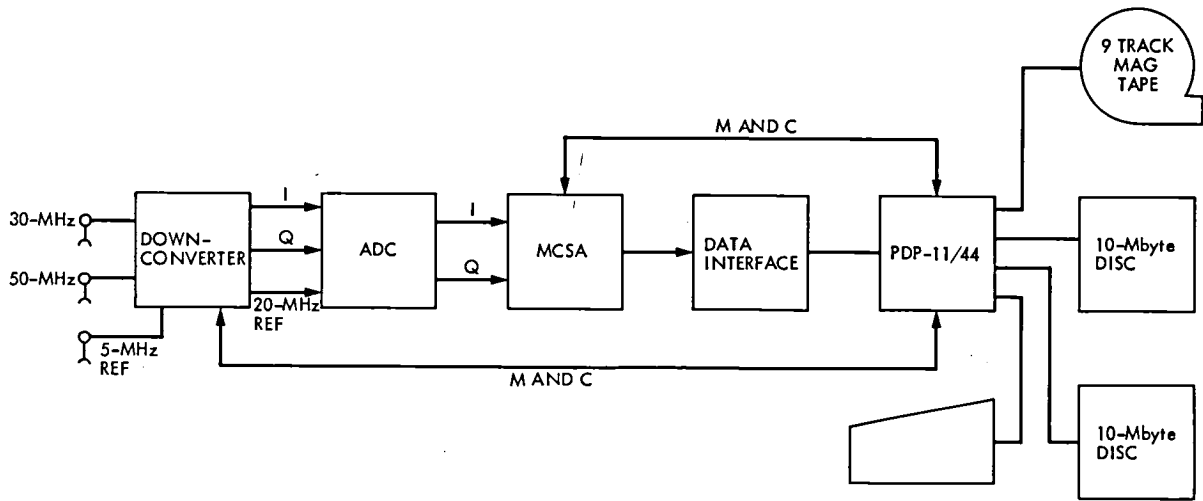 9 TRACK
MAG
TAPE
M AND C
30-MHz
50-MHz
5-MHz
REF
DOWN-
CONVERTER
I
Q
20-MHz
REF
ADC
I
Q
MCSA
DATA
INTERFACE
PDP-11/44
10-Mbyte
DISC
M AND C
10-Mbyte
DISC